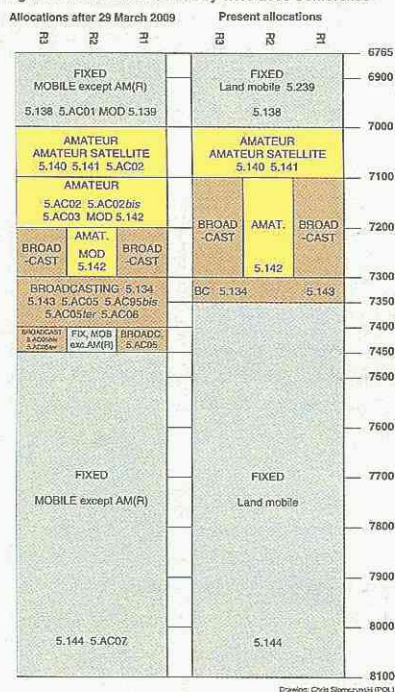 Allocations after 29 March 2009 Present allocations
R3 R2 R1 R3 R2 R1
6765
FIXED
MOBILE except AM(R)
5.138 5.AC01 MOD 5.139
FIXED
Land mobile 5.239
5.138
6900
7000
AMATEUR
AMATEUR SATELLITE
5.140 5.141 5.AC02
AMATEUR
AMATEUR SATELLITE
5.140 5.141
7100
AMATEUR
5.AC02 5.AC02bis
5.AC03 MOD 5.142
BROAD
-CAST
AMAT.
5.142
BROAD
-CAST
7200
BROAD
-CAST
AMAT.
MOD
5.142
BROAD
-CAST
7300
BROADCASTING 5.134
5.143 5.AC05 5.AC95bis
5.AC05ter 5.AC06
BC 5.134 5.143
7350
7400
BROADCAST
FIX, MOB
exc.AM(R)
BROADC.
5.AC05
7450
7500
7600
FIXED
MOBILE except AM(R)
FIXED
Land mobile
7700
7800
7900
8000
5.144 5.AC07
5.144
8100
Drawing: Chris